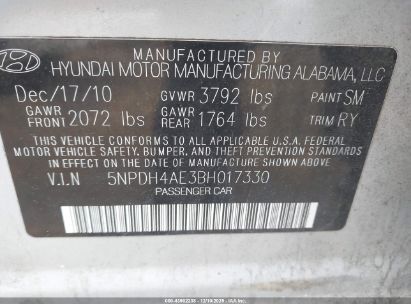 MANUFACTURED BY
HYUNDAI MOTOR MANUFACTURING ALABAMA, LLC
Dec/17/10 GVWR 3792 lbs PAINT SM
GAWR FRONT 2072 lbs GAWR REAR 1764 lbs TRIM RY
THIS VEHICLE CONFORMS TO ALL APPLICABLE U.S. FEDERAL
MOTOR VEHICLE SAFETY, BUMPER, AND THEFT PREVENTION STANDARDS
IN EFFECT ON THE DATE OF MANUFACTURE SHOWN ABOVE.
V.I.N 5NPDH4AE3BH017330
PASSENGER CAR